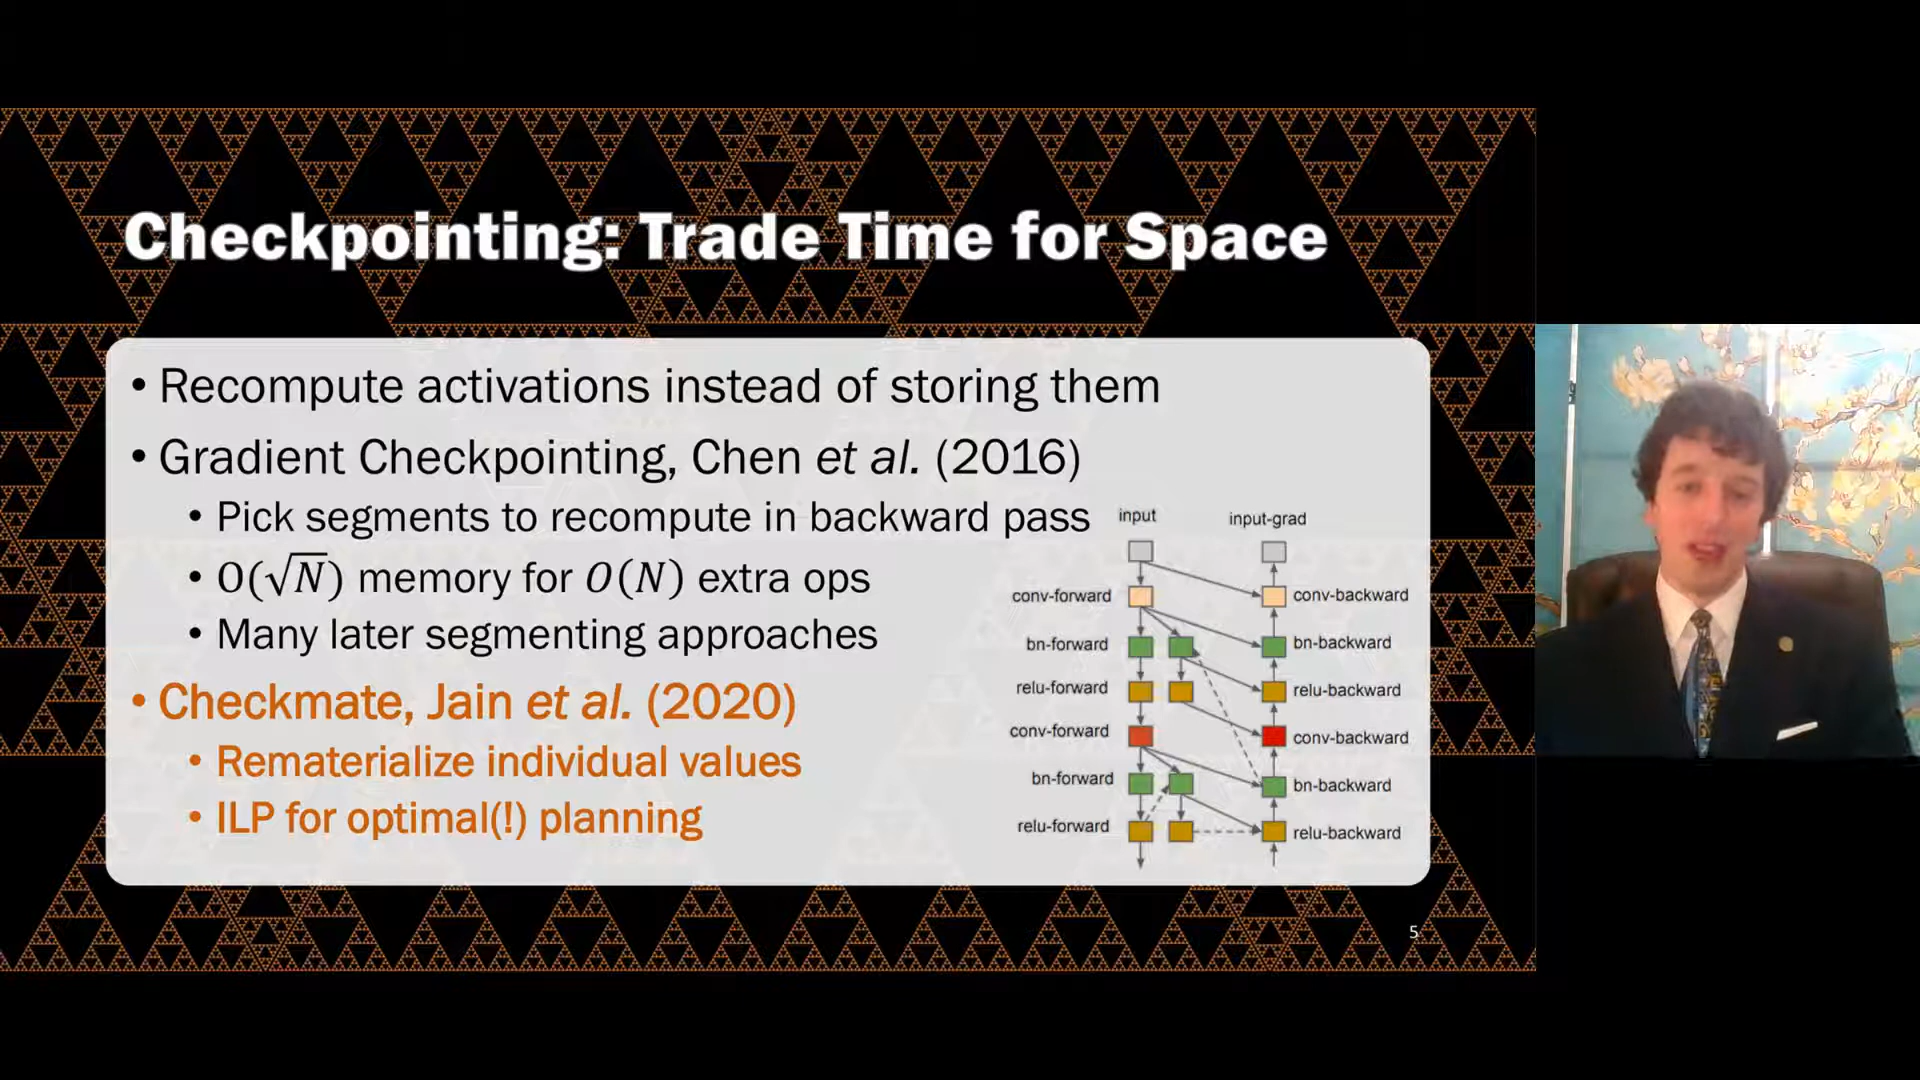 Checkpointing: Trade Time for Space
• Recompute activations instead of storing them
• Gradient Checkpointing, Chen et al. (2016)
• Pick segments to recompute in backward pass
• O(√N) memory for O(N) extra ops
• Many later segmenting approaches
• Checkmate, Jain et al. (2020)
• Rematerialize individual values
• ILP for optimal(!) planning
input input-grad
conv-forward conv-backward
bn-forward bn-backward
relu-forward relu-backward
conv-forward conv-backward
bn-forward bn-backward
relu-forward relu-backward
5